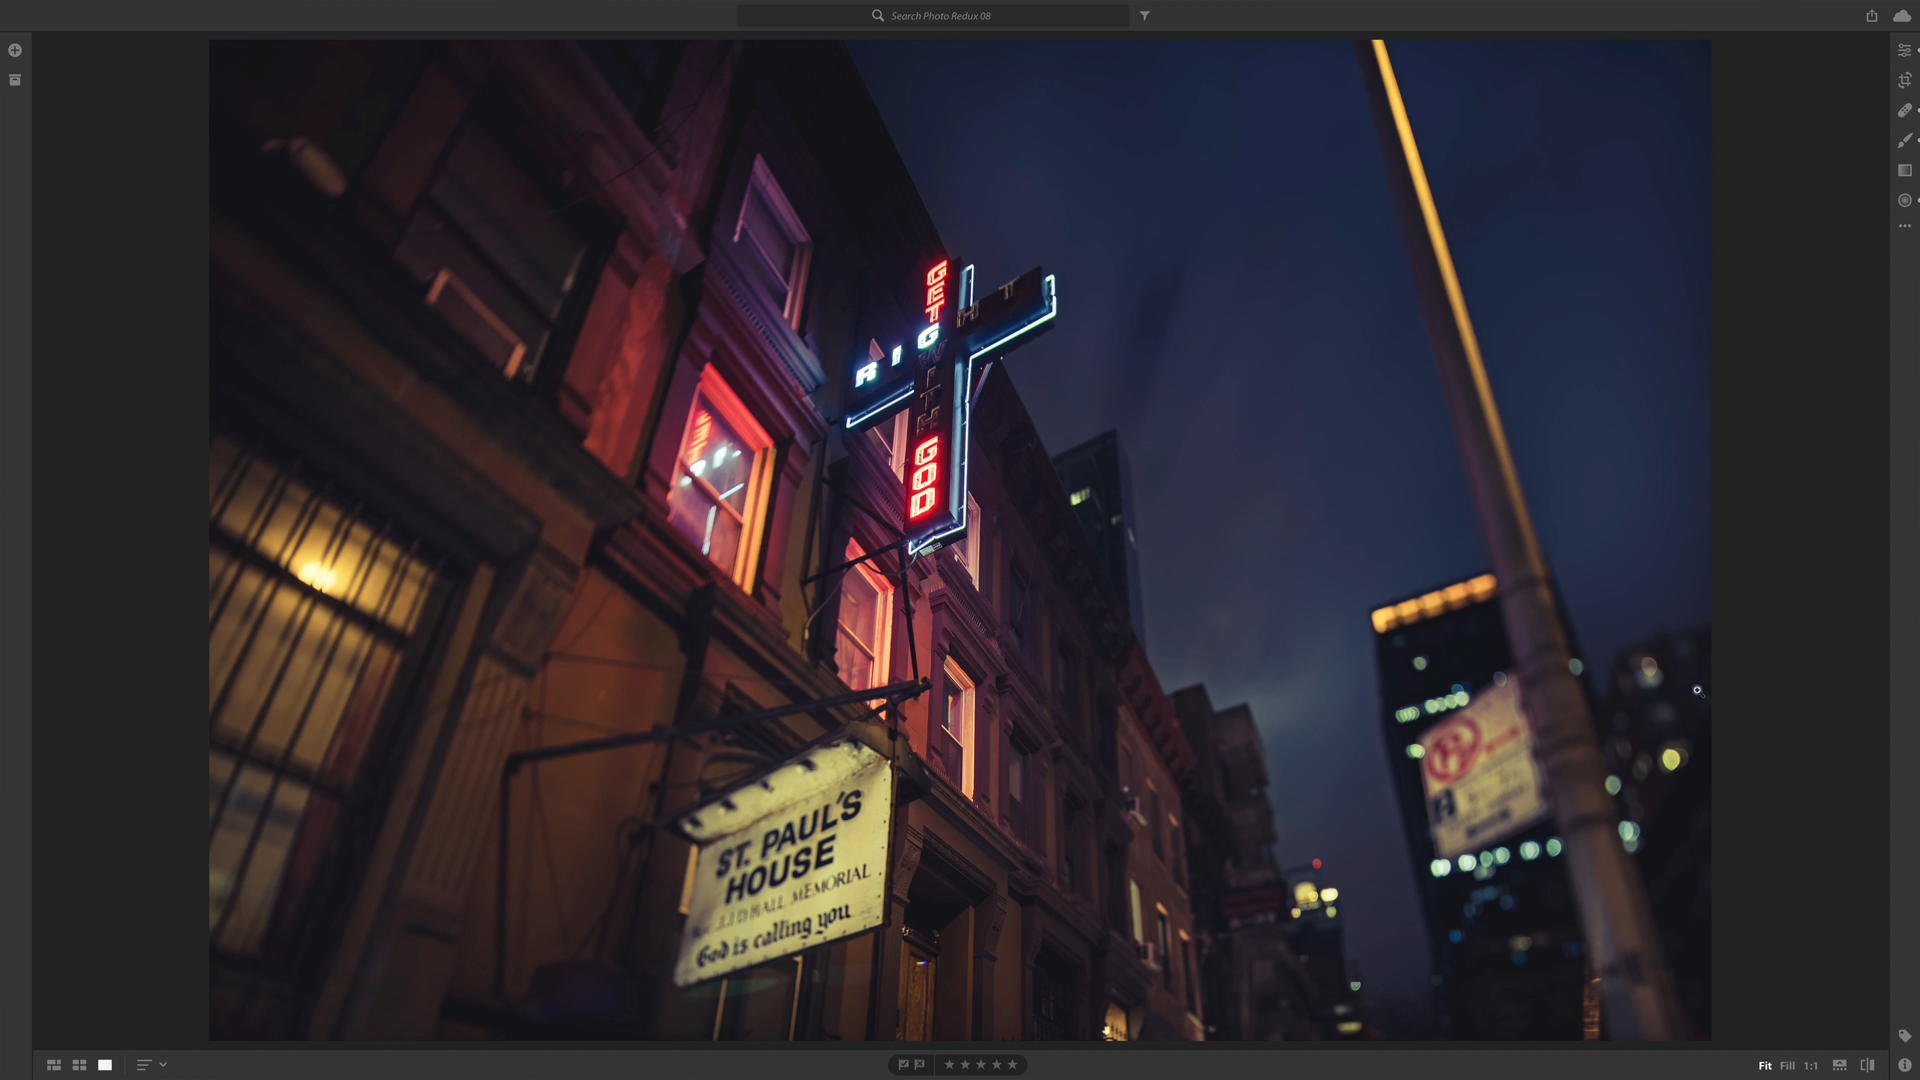 Search Photo Redux 08
GET
RIGHT
WITH
GOD
ST. PAUL'S
HOUSE
HALL MEMORIAL
God is calling you
Fit Fill 1:1